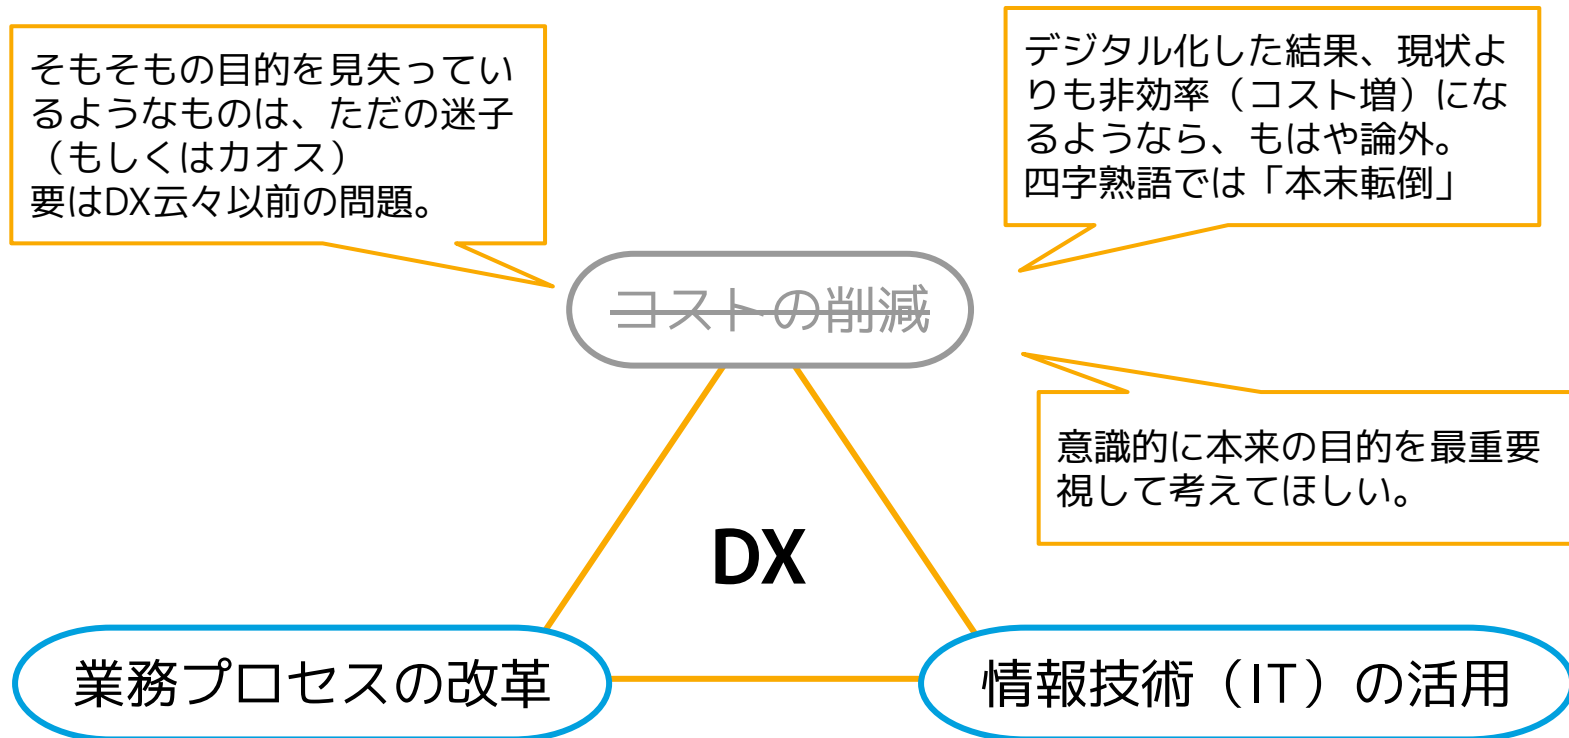 そもそもの目的を見失ってい
るようなものは、ただの迷子
（もしくはカオス）
要はDX云々以前の問題。
デジタル化した結果、現状よ
りも非効率（コスト増）にな
るようなら、もはや論外。
四字熟語では「本末転倒」
コストの削減
意識的に本来の目的を最重要
視して考えてほしい。
DX
業務プロセスの改革
情報技術（IT）の活用